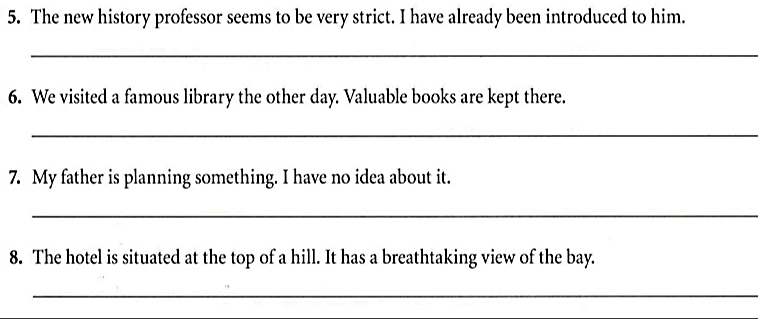 5. The new history professor seems to be very strict. I have already been introduced to him.
6. We visited a famous library the other day. Valuable books are kept there.
7. My father is planning something. I have no idea about it.
8. The hotel is situated at the top of a hill. It has a breathtaking view of the bay.